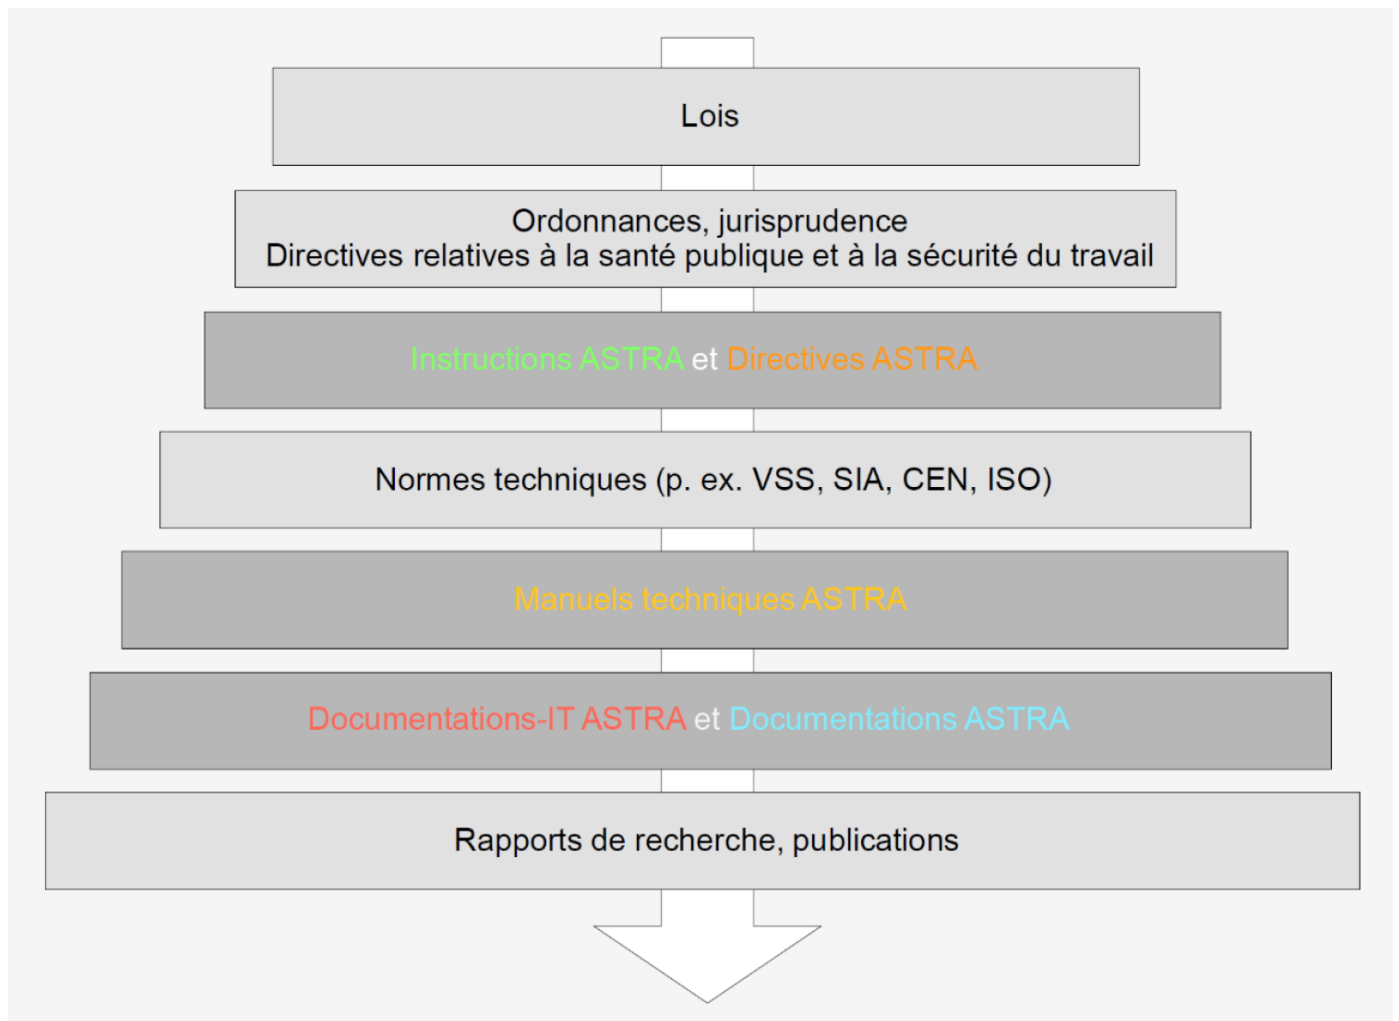 Lois
Ordonnances, jurisprudence
Directives relatives à la santé publique et à la sécurité du travail
Instructions ASTRA et Directives ASTRA
Normes techniques (p. ex. VSS, SIA, CEN, ISO)
Manuels techniques ASTRA
Documentations-IT ASTRA et Documentations ASTRA
Rapports de recherche, publications